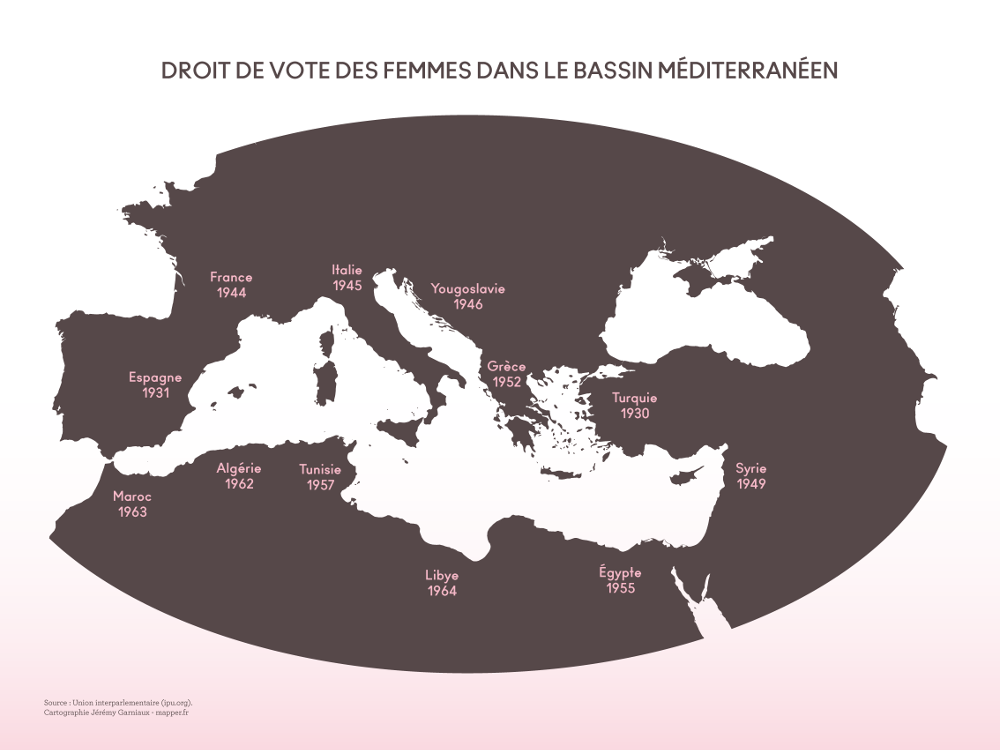 DROIT DE VOTE DES FEMMES DANS LE BASSIN MÉDITERRANÉEN
France
1944
Italie
1945
Yougoslavie
1946
Espagne
1931
Grèce
1952
Turquie
1930
Maroc
1963
Algérie
1962
Tunisie
1957
Syrie
1949
Libye
1964
Égypte
1955
Source : Union interparlementaire (ipu.org).
Cartographie Jérémy Garniaux - mapper.fr